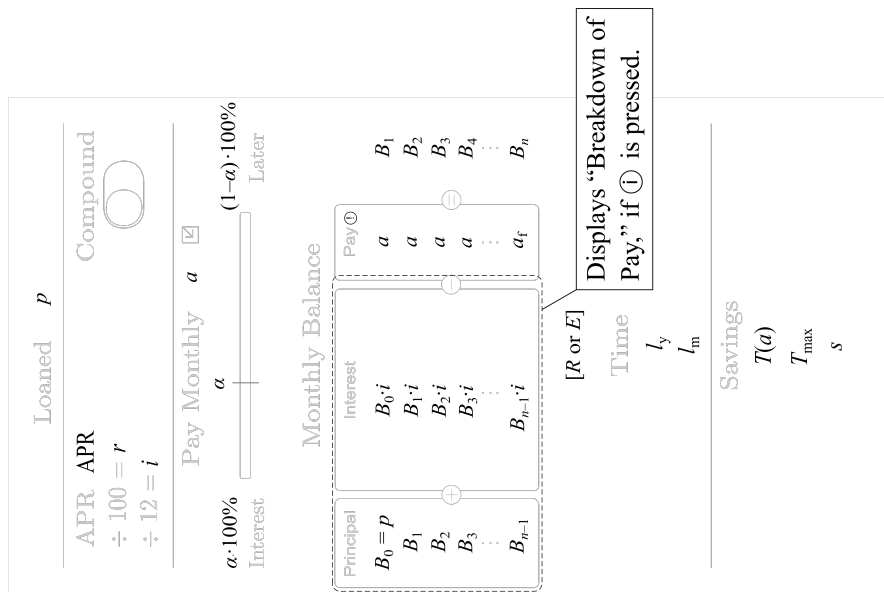 Loaned p
APR APR
÷ 100 = r
÷ 12 = i
Compound
Pay Monthly a
α
α·100% (1–α)·100%
Interest Later
Monthly Balance
Principal Interest Pay
B0 = p + B0·i – a = B1
B1 B1·i a B2
B2 B2·i a B3
B3 B3·i a B4
⋮ ⋮ ⋮ ⋮
Bn–1 Bn–1·i af Bn
Displays “Breakdown of
Pay,” if ⓘ is pressed.
[R or E]
Time
ly
lm
Savings
T(a)
Tmax
s